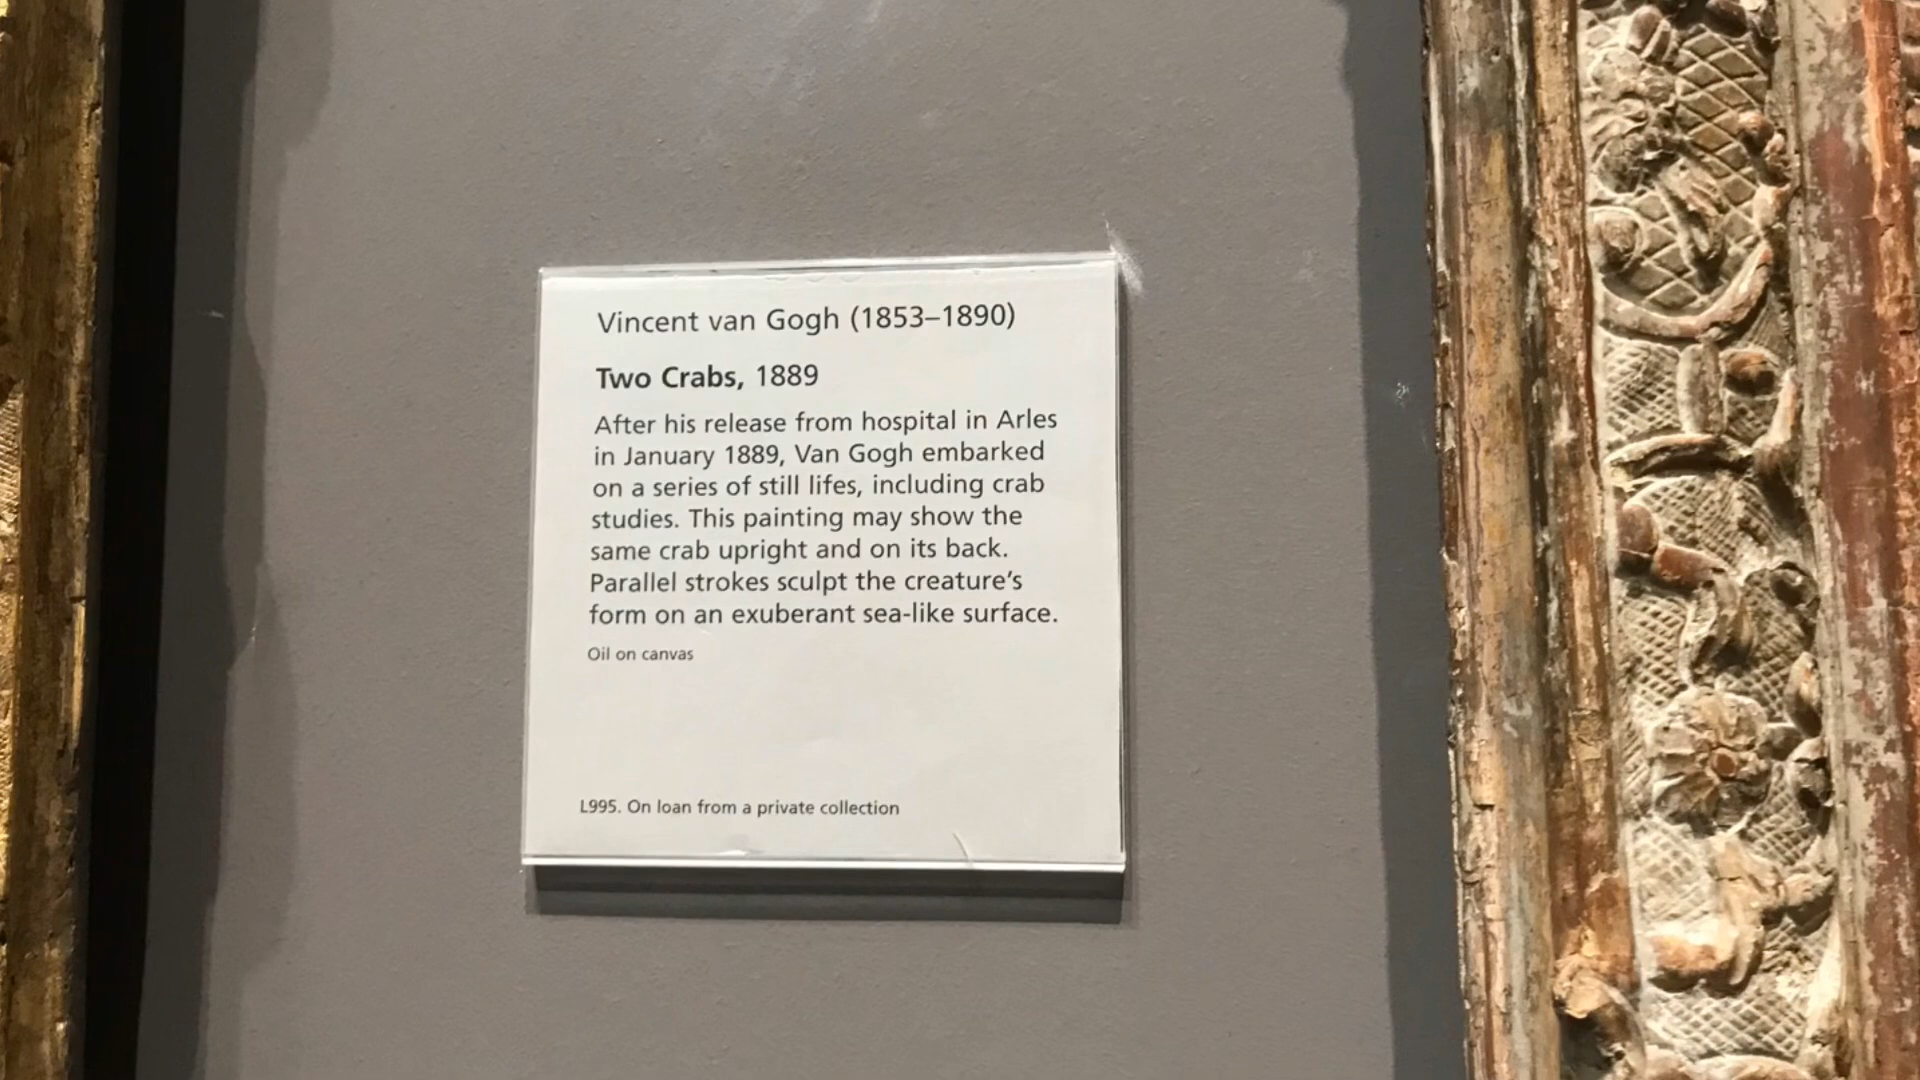 Vincent van Gogh (1853–1890)
Two Crabs, 1889
After his release from hospital in Arles
in January 1889, Van Gogh embarked
on a series of still lifes, including crab
studies. This painting may show the
same crab upright and on its back.
Parallel strokes sculpt the creature’s
form on an exuberant sea-like surface.
Oil on canvas
L995. On loan from a private collection